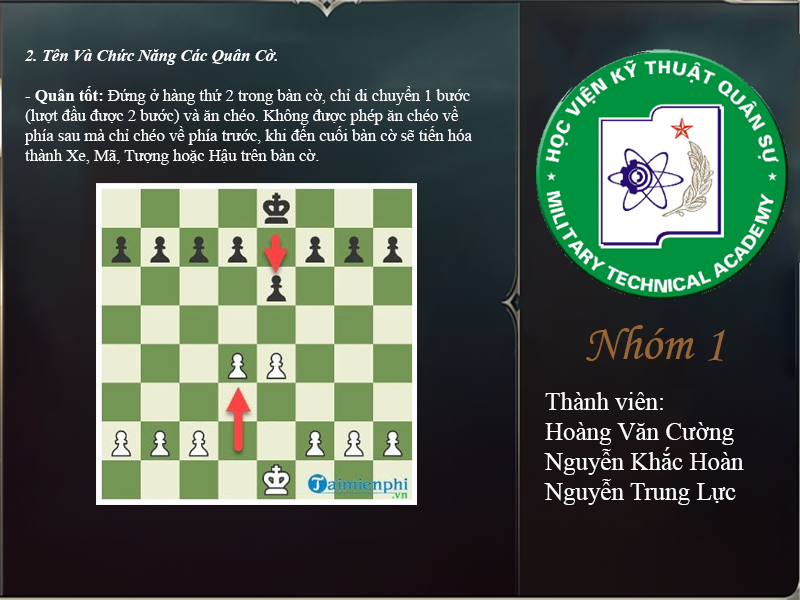 2. Tên Và Chức Năng Các Quân Cờ.
- Quân tốt: Đứng ở hàng thứ 2 trong bàn cờ, chỉ di chuyển 1 bước
(lượt đầu được 2 bước) và ăn chéo. Không được phép ăn chéo về
phía sau mà chỉ chéo về phía trước, khi đến cuối bàn cờ sẽ tiến hóa
thành Xe, Mã, Tượng hoặc Hậu trên bàn cờ.
Taimienphi
.vn
HỌC VIỆN KỸ THUẬT QUÂN SỰ
MILITARY TECHNICAL ACADEMY
Nhóm 1
Thành viên:
Hoàng Văn Cường
Nguyễn Khắc Hoàn
Nguyễn Trung Lực